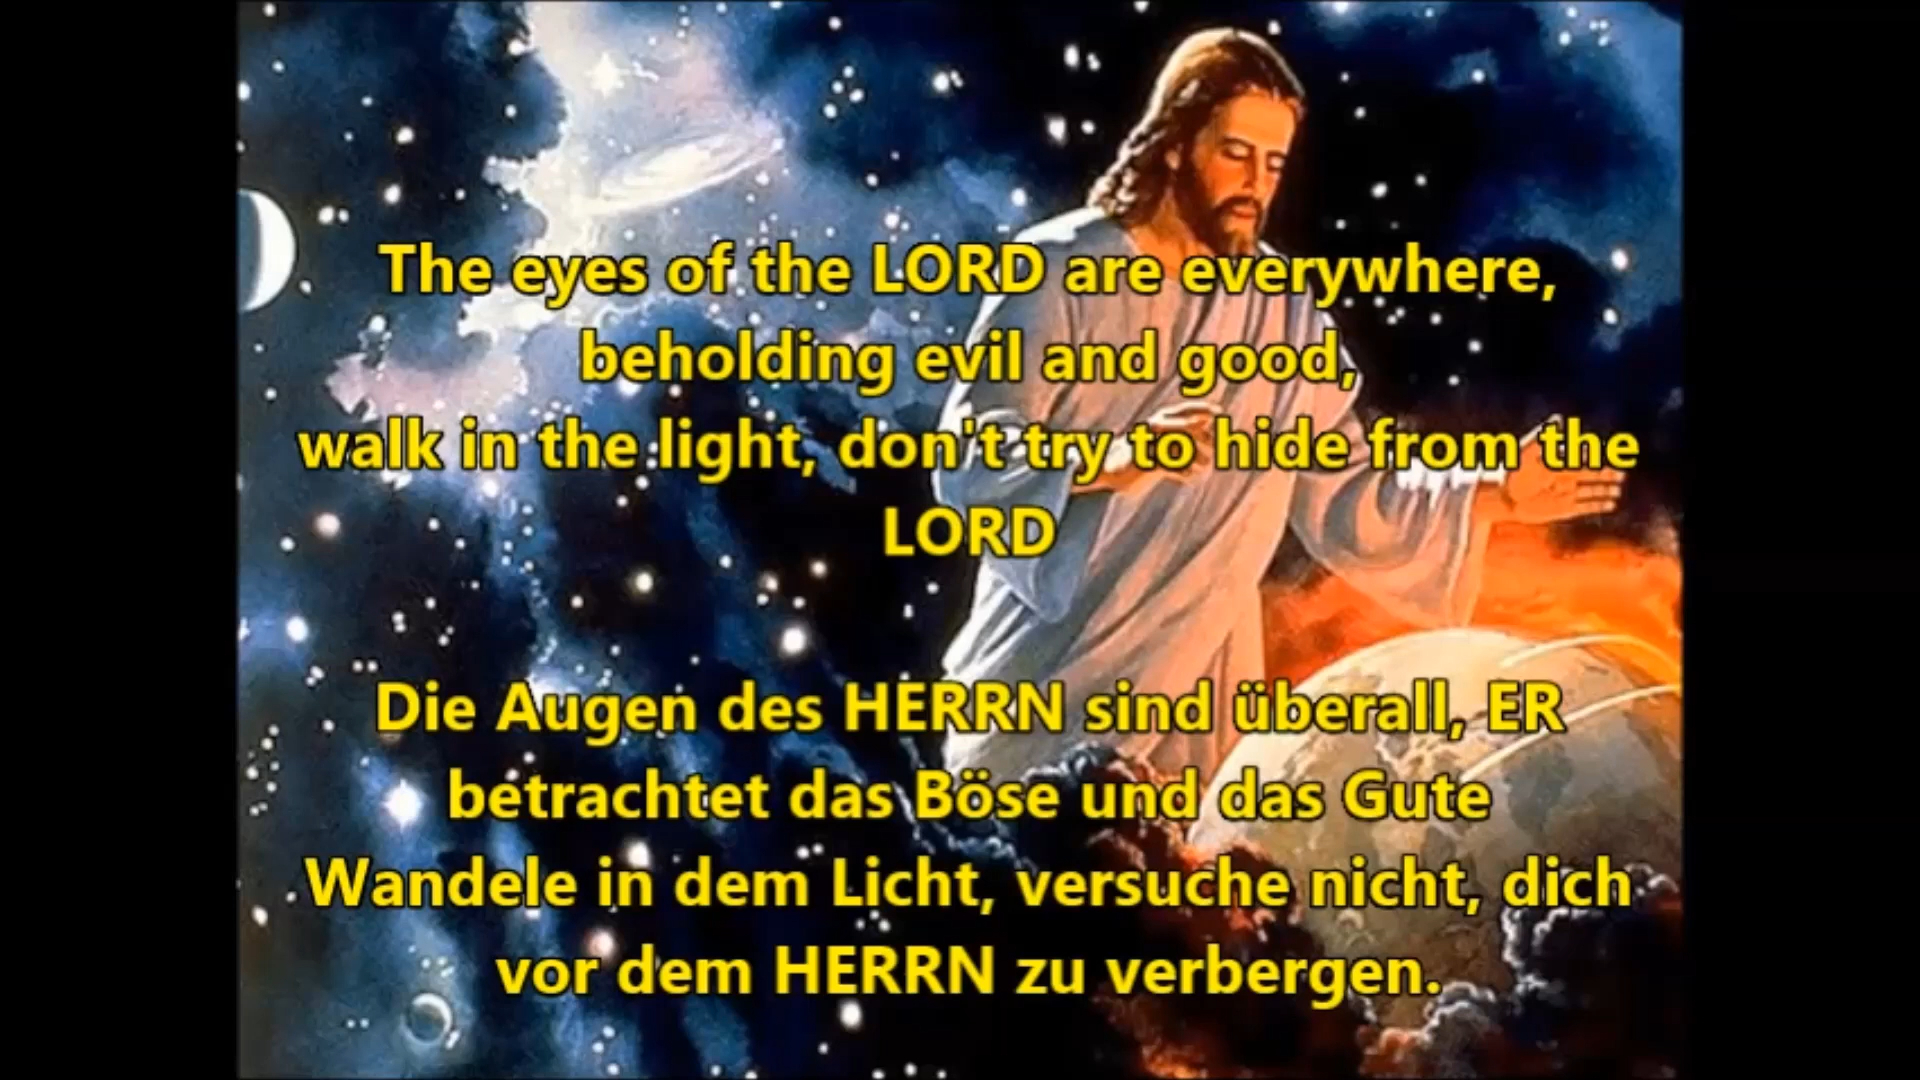 The eyes of the LORD are everywhere,
beholding evil and good,
walk in the light, don't try to hide from the
LORD
Die Augen des HERRN sind überall, ER
betrachtet das Böse und das Gute
Wandele in dem Licht, versuche nicht, dich
vor dem HERRN zu verbergen.